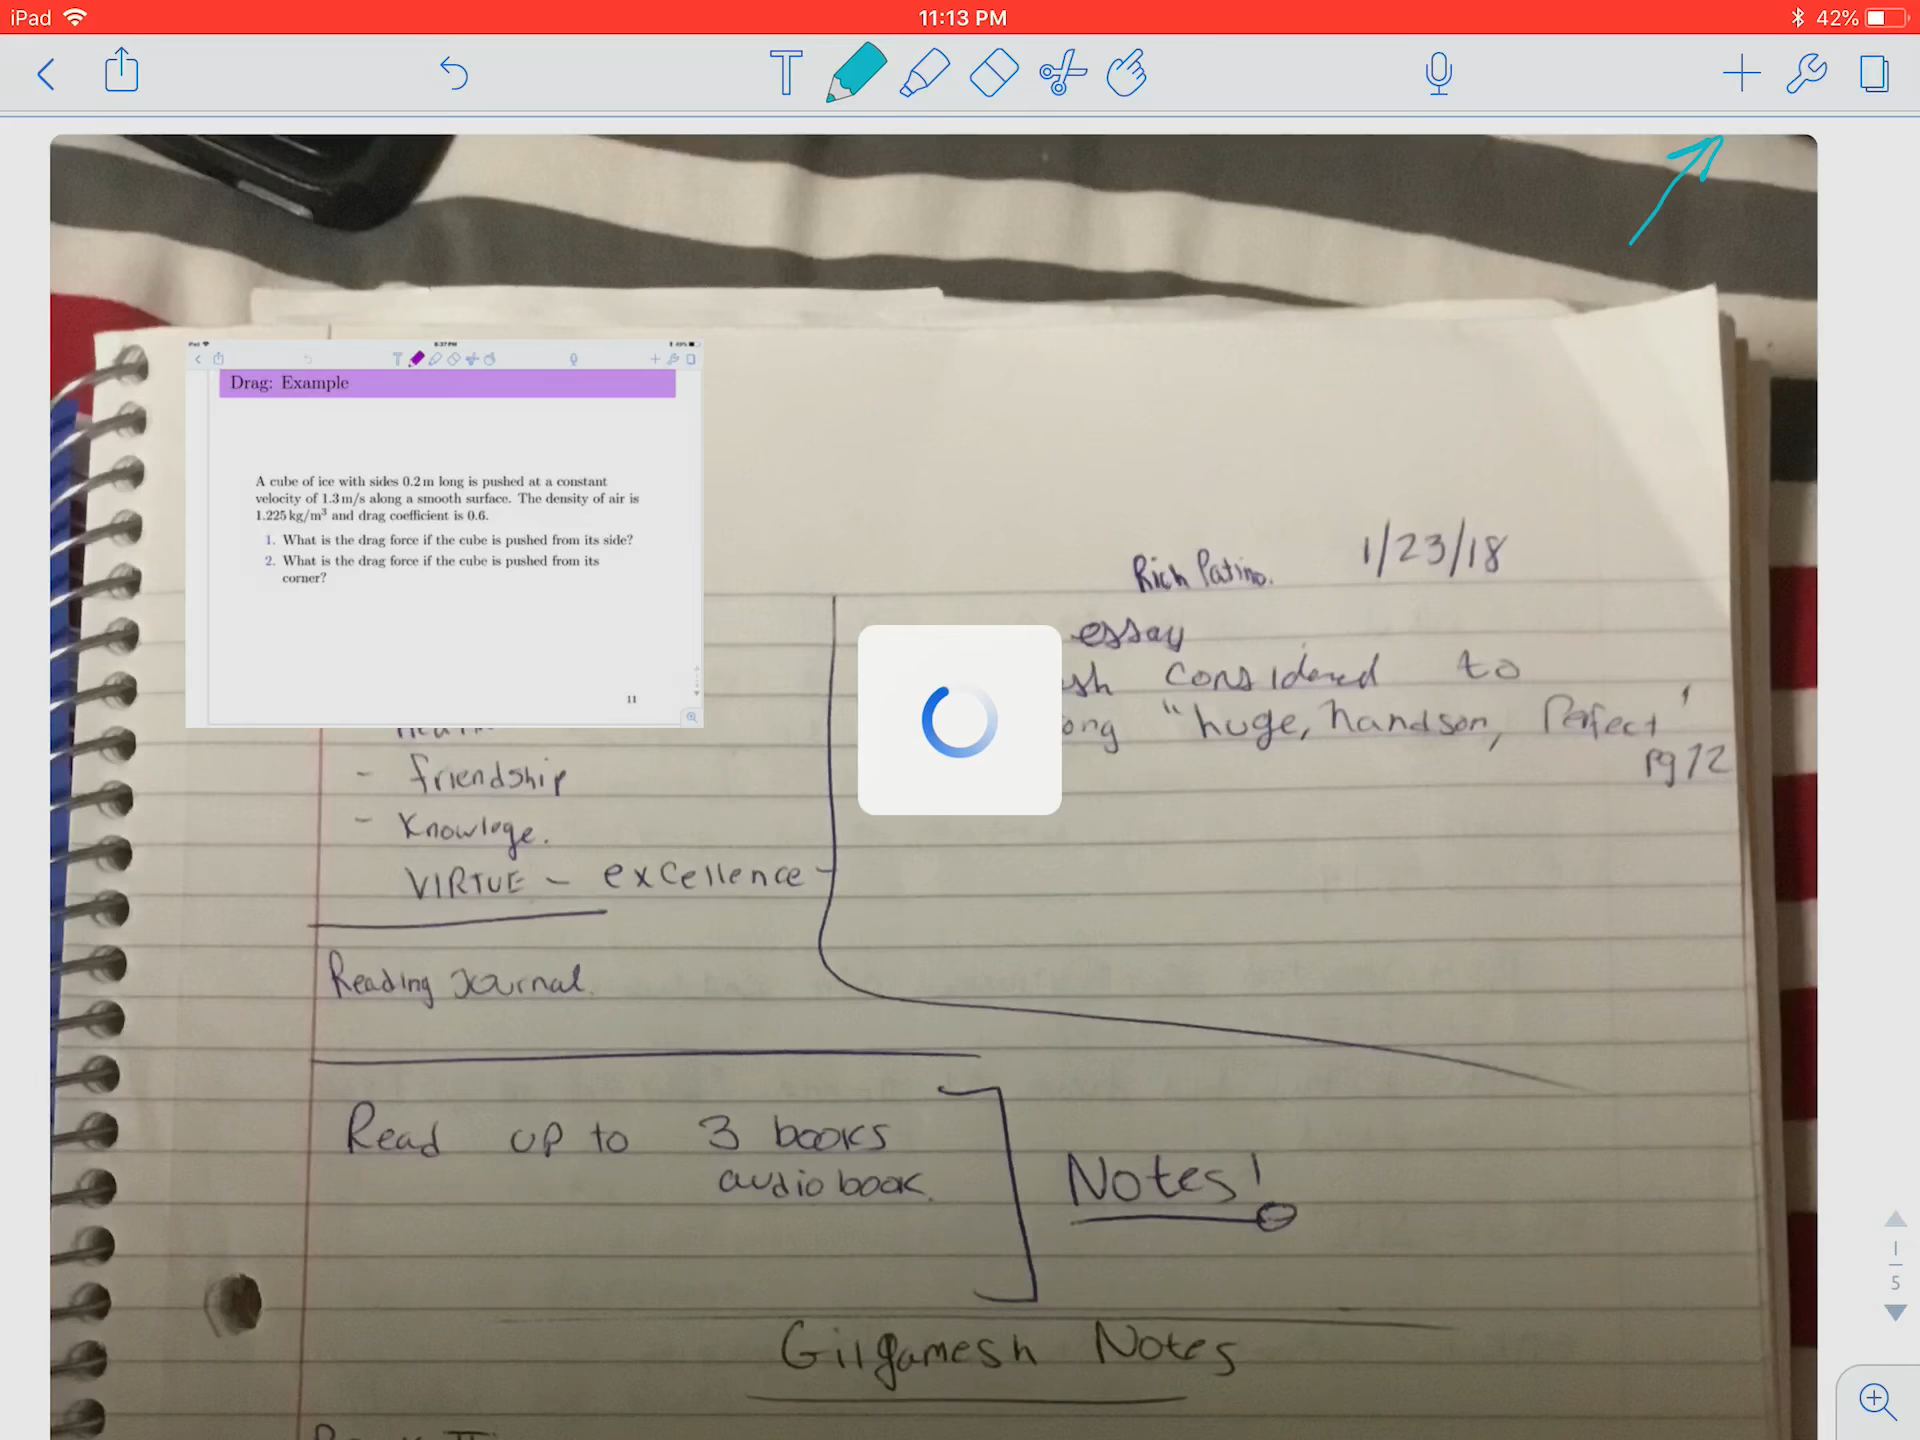 iPad
11:13 PM
42%
T
iPad
T
Drag: Example
A cube of ice with sides 0.2 m long is pushed at a constant
velocity of 1.3 m/s along a smooth surface. The density of air is
1.225 kg/m³ and drag coefficient is 0.6.
1. What is the drag force if the cube is pushed from its side?
2. What is the drag force if the cube is pushed from its
corner?
11
Rich Patino.
1/23/18
essay
considered to
"huge, handsom, Perfect'
pg 12
- friendship
- Knowlege.
VIRTUE - excellence -
Reading Journal.
Read up to 3 books
audio book.
Notes!
Gilgamesh Notes
1
5